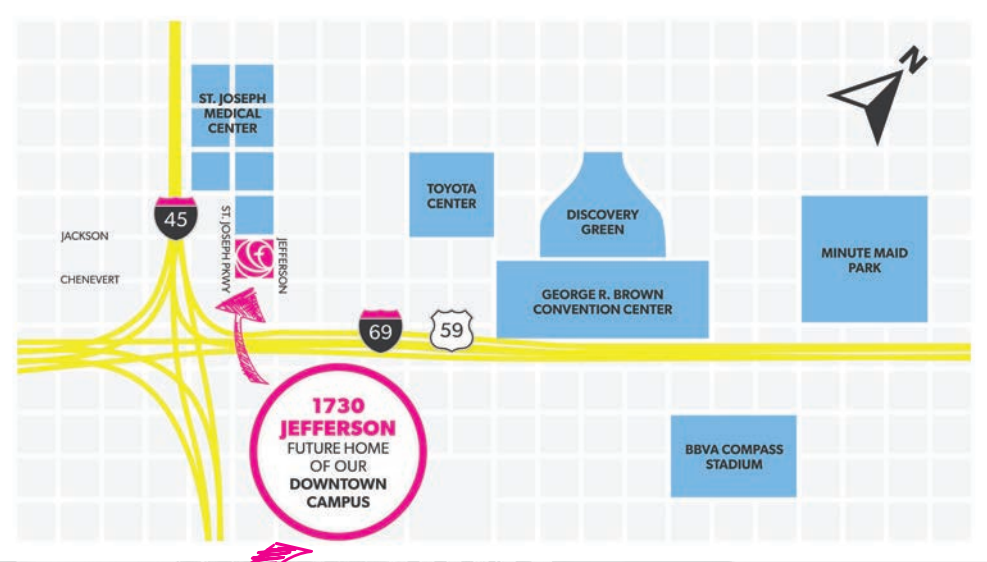 N
ST. JOSEPH
MEDICAL
CENTER
TOYOTA
CENTER
DISCOVERY
GREEN
MINUTE MAID
PARK
45
JACKSON
CHENEVERT
ST. JOSEPH PKWY
JEFFERSON
GEORGE R. BROWN
CONVENTION CENTER
69
59
1730
JEFFERSON
FUTURE HOME
OF OUR
DOWNTOWN
CAMPUS
BBVA COMPASS
STADIUM